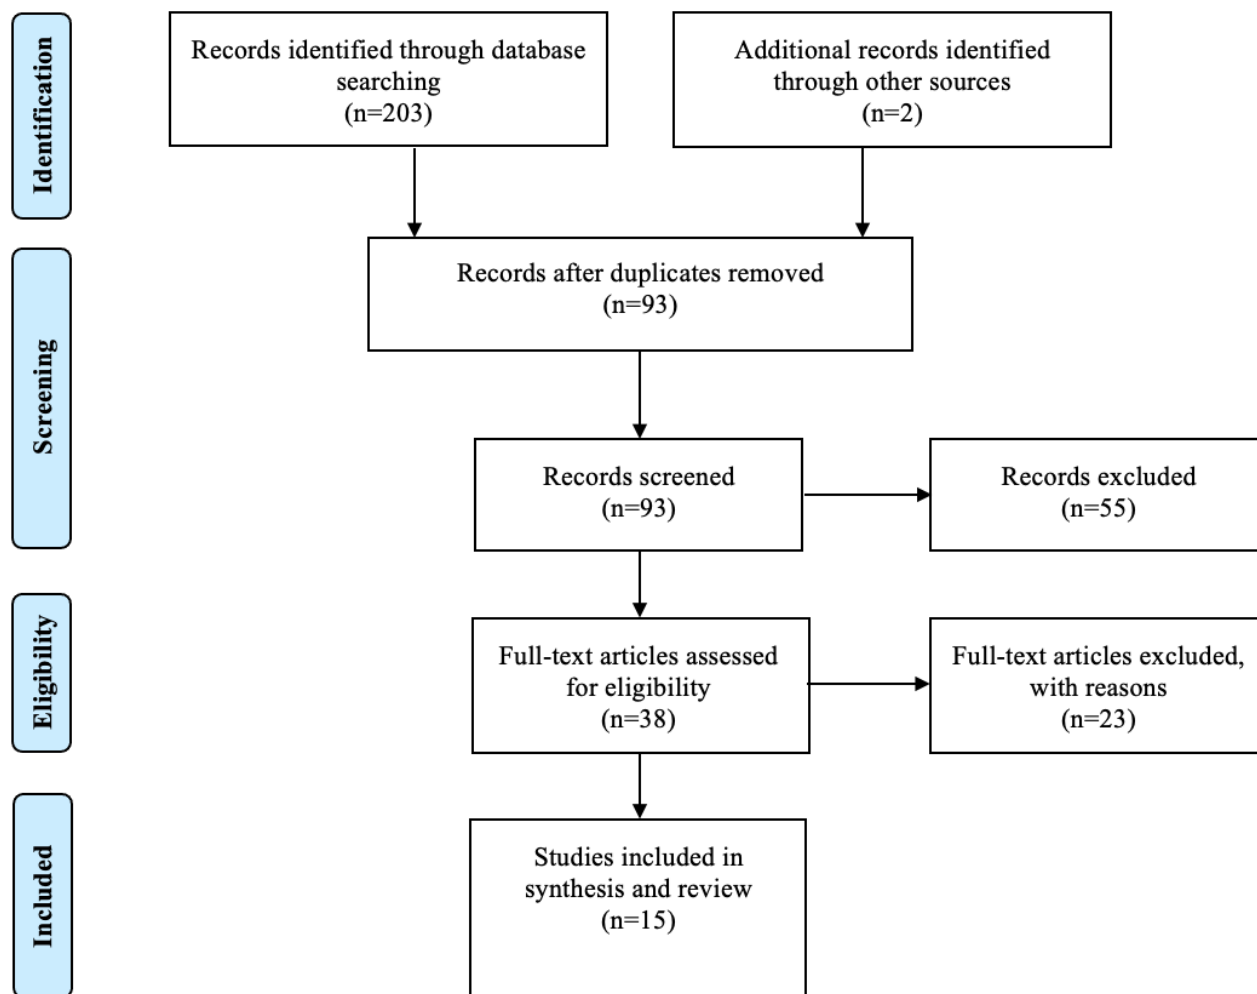 Identification
Records identified through database
searching
(n=203)
Additional records identified
through other sources
(n=2)
Screening
Records after duplicates removed
(n=93)
Records screened
(n=93)
Records excluded
(n=55)
Eligibility
Full-text articles assessed
for eligibility
(n=38)
Full-text articles excluded,
with reasons
(n=23)
Included
Studies included in
synthesis and review
(n=15)